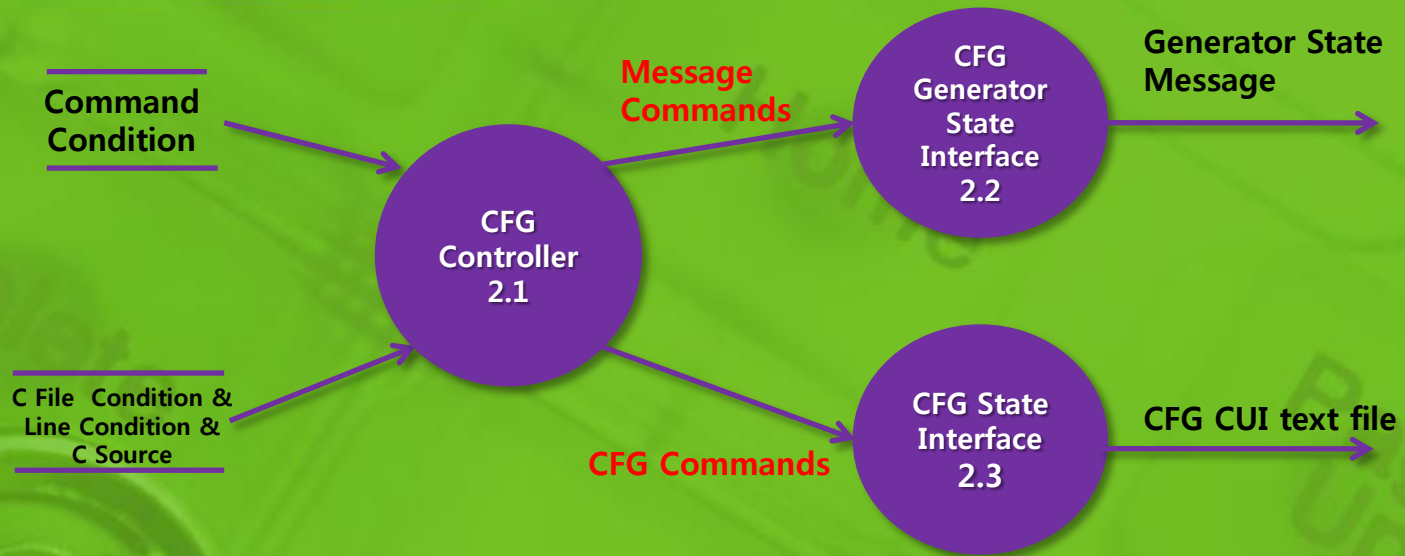 Command
Condition
C File Condition &
Line Condition &
C Source
CFG
Controller
2.1
Message
Commands
CFG Commands
CFG
Generator
State
Interface
2.2
CFG State
Interface
2.3
Generator State
Message
CFG CUI text file
Home